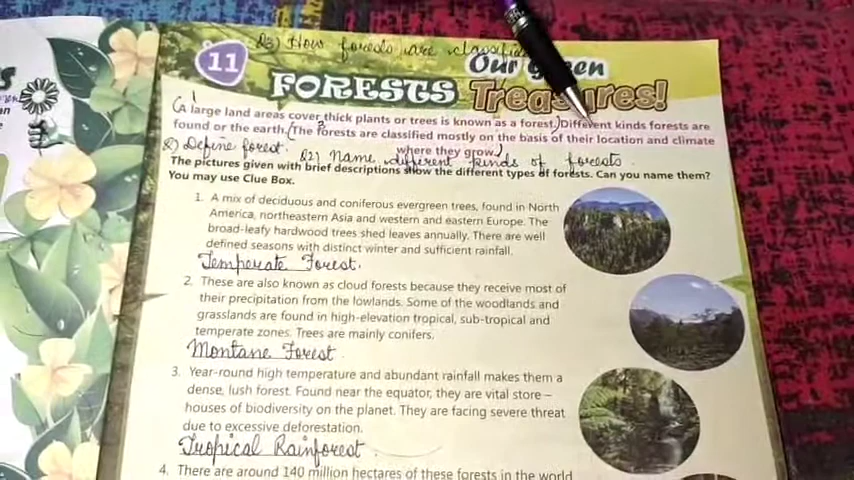 11
Q3) How forests are classified
FORESTS
Our Green
Treasures!
(A large land areas cover thick plants or trees is known as a forest.) Different kinds forests are
found or the earth. (The Forests are classified mostly on the basis of their location and climate
where they grow.)
Q1) Define forest. Q2) Name different kinds of forests
The pictures given with brief descriptions show the different types of forests. Can you name them?
You may use Clue Box.
1. A mix of deciduous and coniferous evergreen trees, found in North
America, northeastern Asia and western and eastern Europe. The
broad-leafy hardwood trees shed leaves annually. There are well
defined seasons with distinct winter and sufficient rainfall.
Temperate Forest.
2. These are also known as cloud forests because they receive most of
their precipitation from the lowlands. Some of the woodlands and
grasslands are found in high-elevation tropical, sub-tropical and
temperate zones. Trees are mainly conifers.
Montane Forest
3. Year-round high temperature and abundant rainfall makes them a
dense, lush forest. Found near the equator, they are vital store—
houses of biodiversity on the planet. They are facing severe threat
due to excessive deforestation.
Tropical Rainforest
4. There are around 140 million hectares of these forests in the world